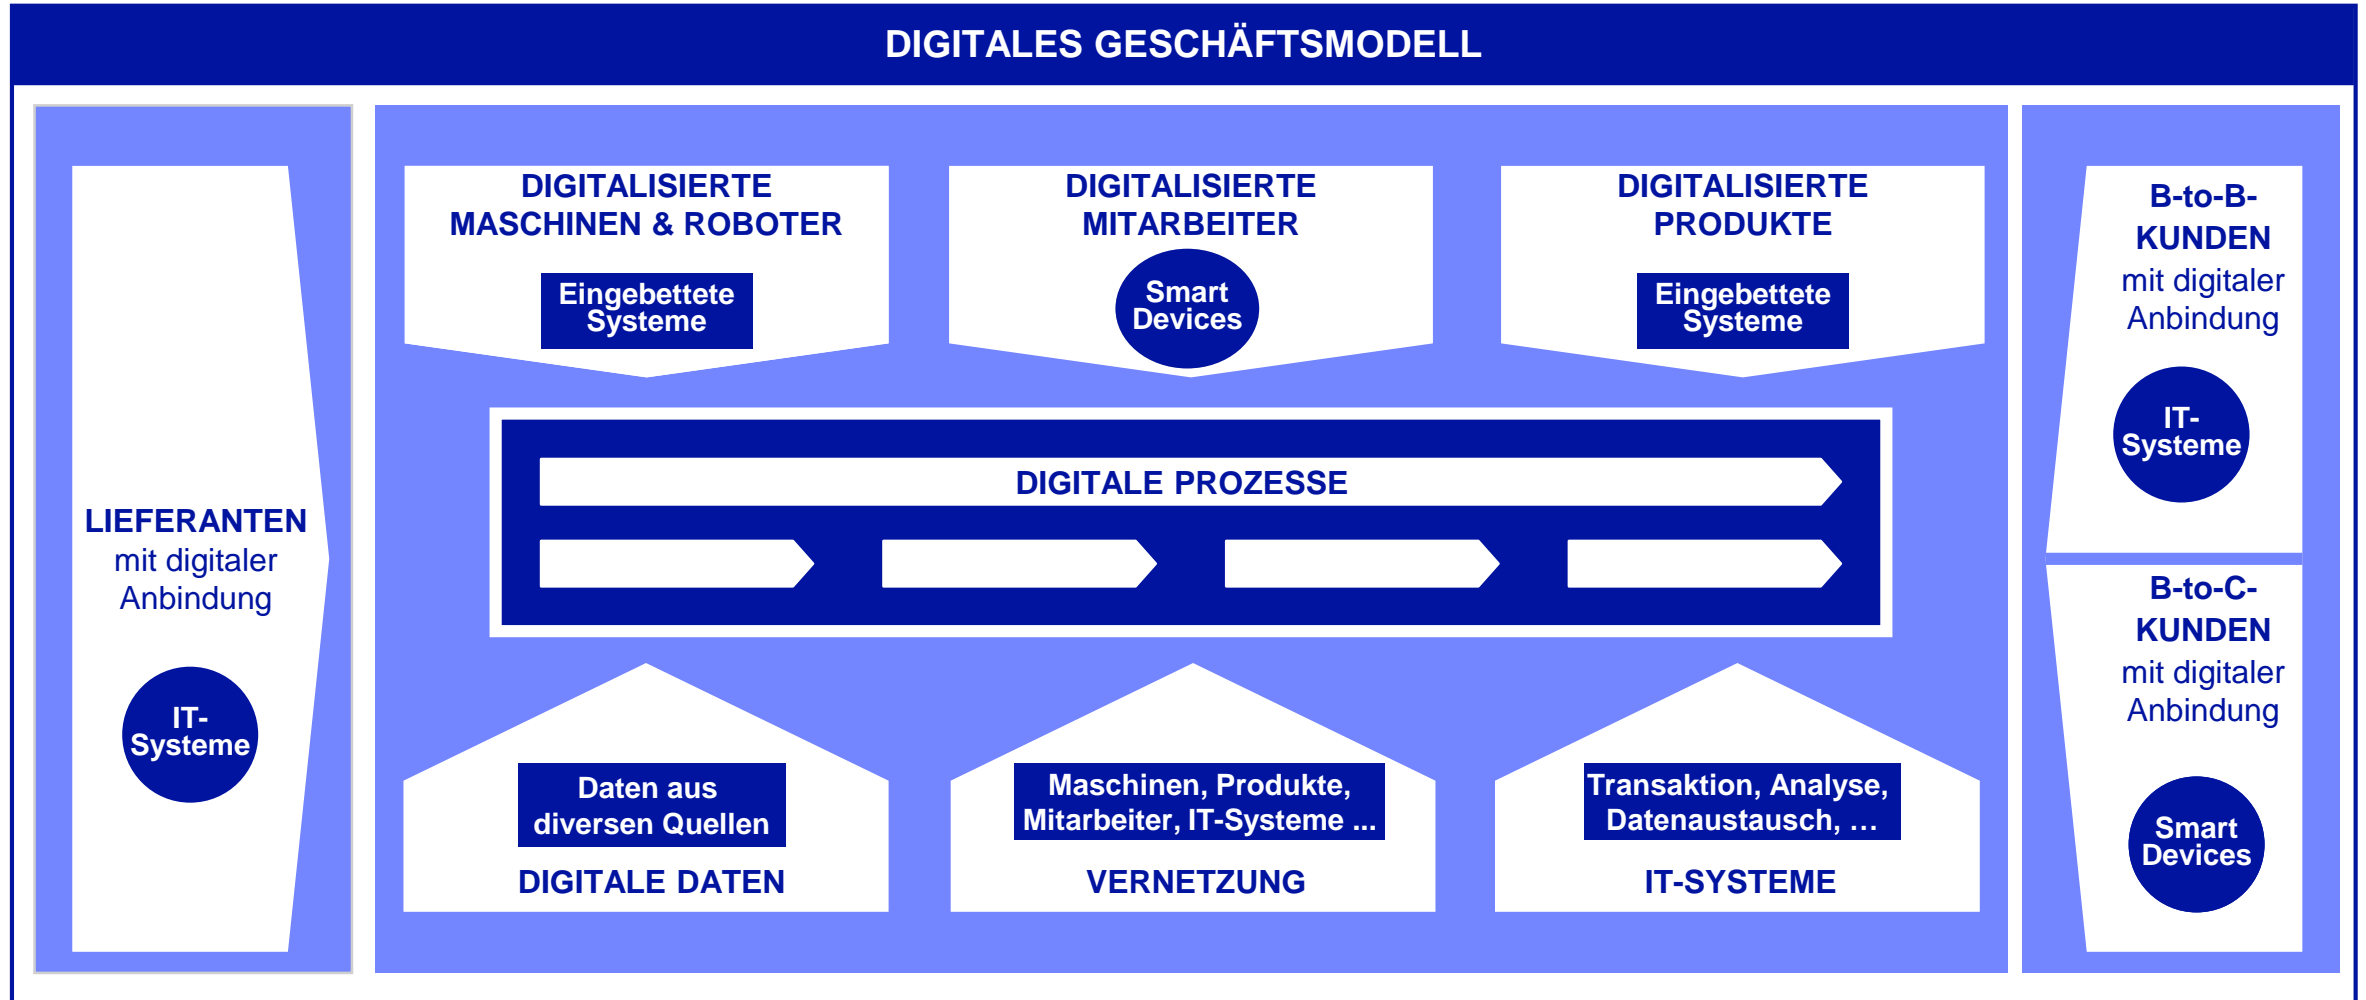 DIGITALES GESCHÄFTSMODELL
LIEFERANTEN
mit digitaler
Anbindung
IT-
Systeme
DIGITALISIERTE
MASCHINEN & ROBOTER
Eingebettete
Systeme
DIGITALISIERTE
MITARBEITER
Smart
Devices
DIGITALISIERTE
PRODUKTE
Eingebettete
Systeme
DIGITALE PROZESSE
Daten aus
diversen Quellen
DIGITALE DATEN
Maschinen, Produkte,
Mitarbeiter, IT-Systeme ...
VERNETZUNG
Transaktion, Analyse,
Datenaustausch, …
IT-SYSTEME
B-to-B-
KUNDEN
mit digitaler
Anbindung
IT-
Systeme
B-to-C-
KUNDEN
mit digitaler
Anbindung
Smart
Devices